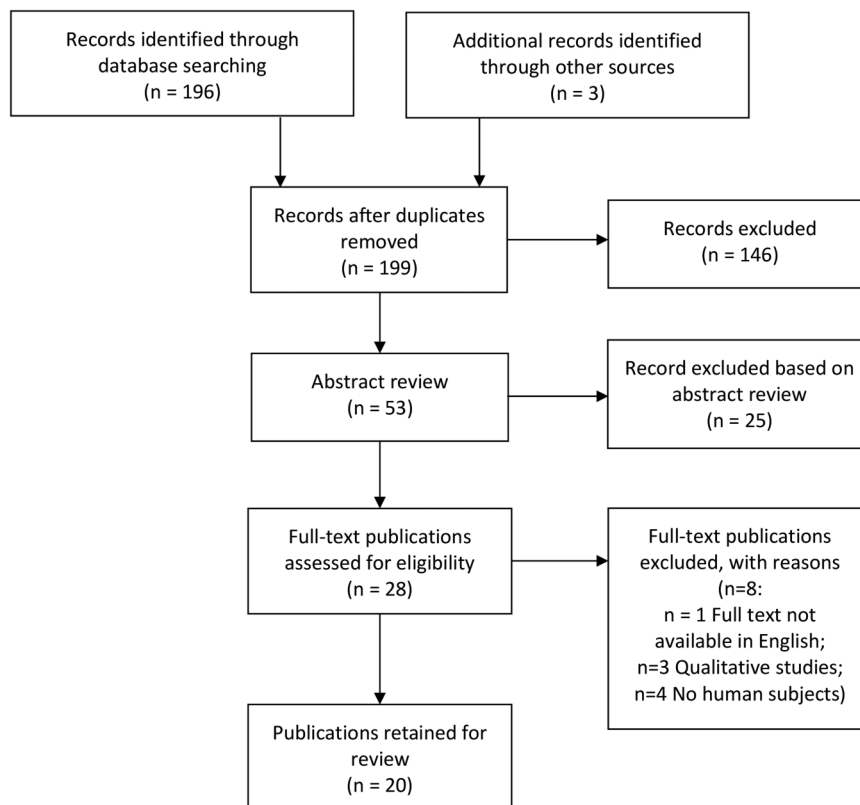 Records identified through
database searching
(n = 196)
Additional records identified
through other sources
(n = 3)
Records after duplicates
removed
(n = 199)
Records excluded
(n = 146)
Abstract review
(n = 53)
Record excluded based on
abstract review
(n = 25)
Full-text publications
assessed for eligibility
(n = 28)
Full-text publications
excluded, with reasons
(n=8:
n = 1 Full text not
available in English;
n=3 Qualitative studies;
n=4 No human subjects)
Publications retained for
review
(n = 20)